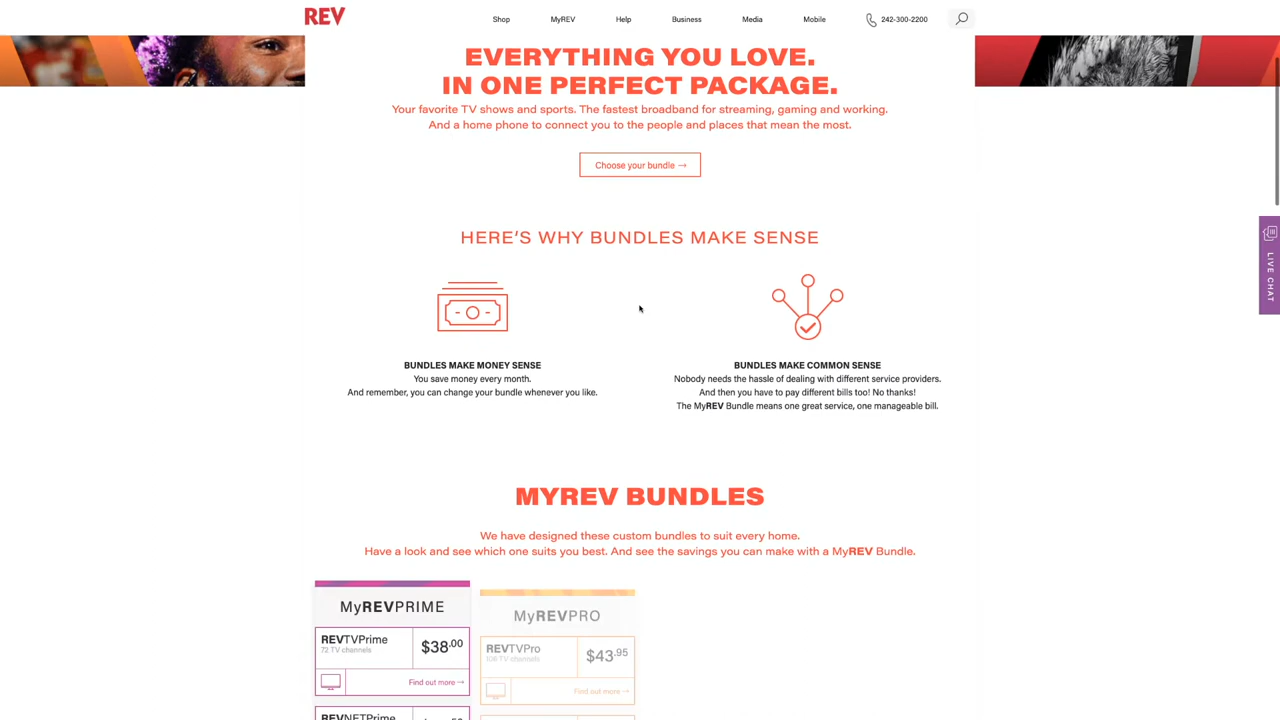 REV
Shop MyREV Help Business Media Mobile 242-300-2200
EVERYTHING YOU LOVE.
IN ONE PERFECT PACKAGE.
Your favorite TV shows and sports. The fastest broadband for streaming, gaming and working.
And a home phone to connect you to the people and places that mean the most.
Choose your bundle →
LIVE CHAT
HERE'S WHY BUNDLES MAKE SENSE
BUNDLES MAKE MONEY SENSE
You save money every month.
And remember, you can change your bundle whenever you like.
BUNDLES MAKE COMMON SENSE
Nobody needs the hassle of dealing with different service providers.
And then you have to pay different bills too! No thanks!
The MyREV Bundle means one great service, one manageable bill.
MYREV BUNDLES
We have designed these custom bundles to suit every home.
Have a look and see which one suits you best. And see the savings you can make with a MyREV Bundle.
MyREVPRIME
REVTVPrime
72 TV channels
$38.00
Find out more →
REVNETPrime
MyREVPRO
REVTVPro
106 TV channels
$43.95
Find out more →